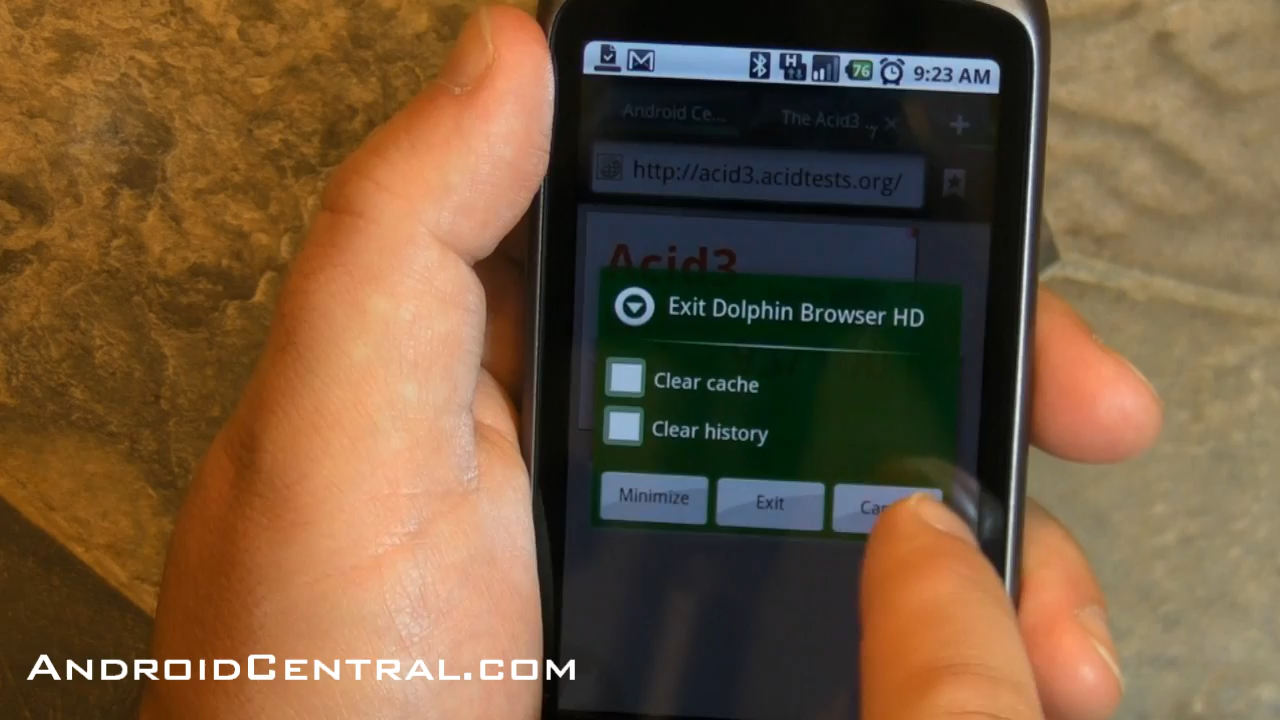 76 9:23 AM
Android Ce...
The Acid3 ...
http://acid3.acidtests.org/
Acid3
Exit Dolphin Browser HD
Clear cache
Clear history
Minimize
Exit
ANDROIDCENTRAL.COM